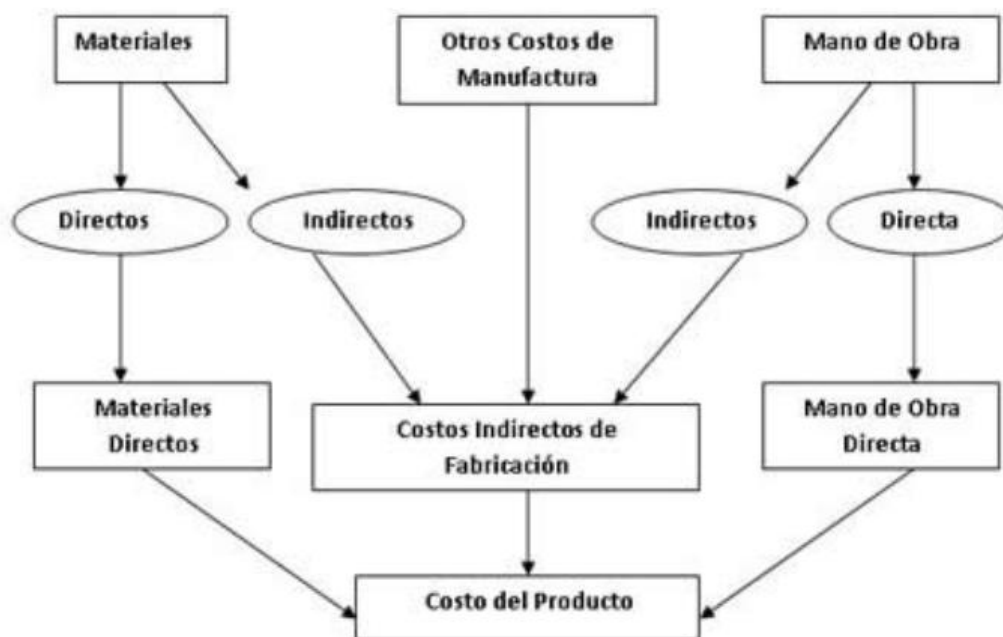 Materiales
Otros Costos de
Manufactura
Mano de Obra
Directos
Indirectos
Indirectos
Directa
Materiales
Directos
Costos Indirectos de
Fabricación
Mano de Obra
Directa
Costo del Producto